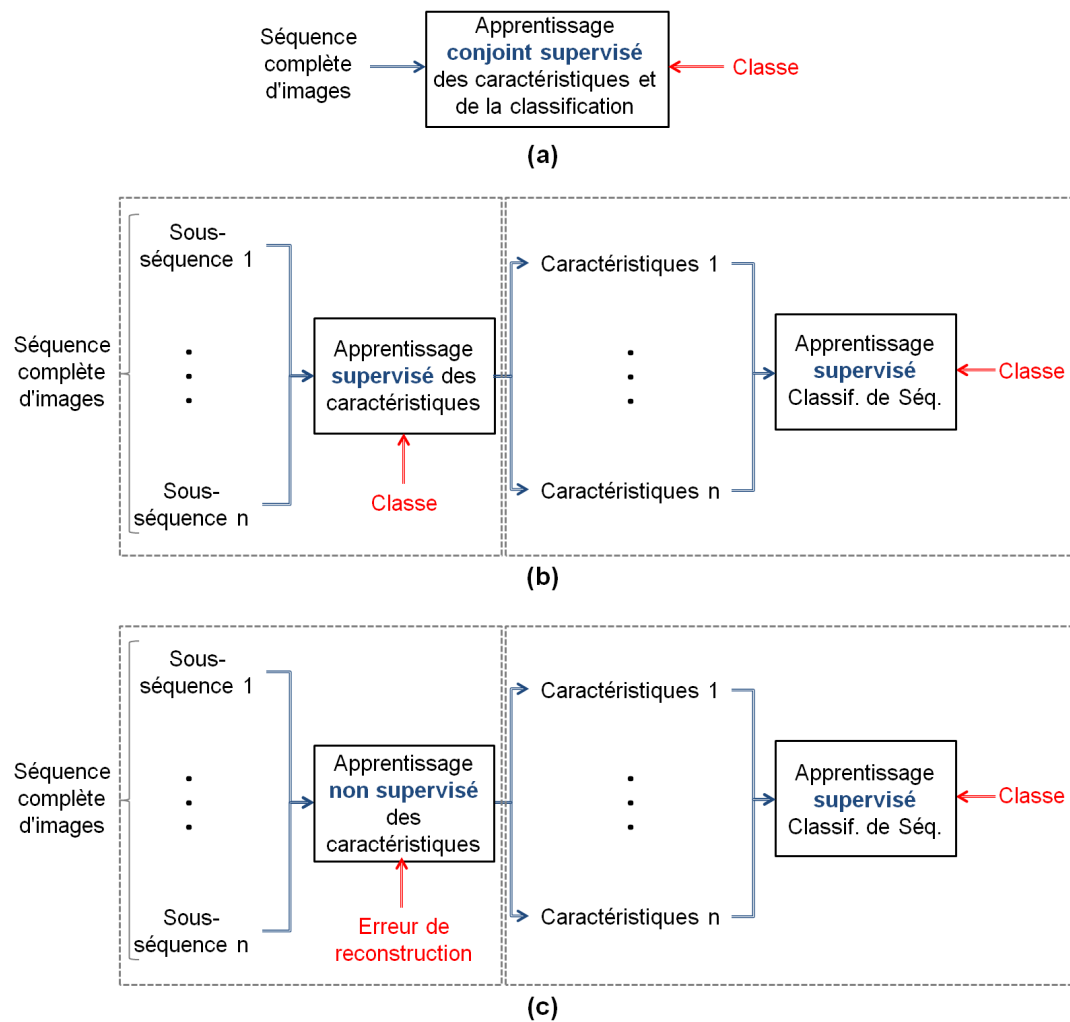 Séquence
complète
d'images
Apprentissage
conjoint supervisé
des caractéristiques et
de la classification
Classe
(a)
Séquence
complète
d'images
Sous-
séquence 1
Sous-
séquence n
Apprentissage
supervisé des
caractéristiques
Classe
Caractéristiques 1
Caractéristiques n
Apprentissage
supervisé
Classif. de Séq.
Classe
(b)
Séquence
complète
d'images
Sous-
séquence 1
Sous-
séquence n
Apprentissage
non supervisé
des
caractéristiques
Erreur de
reconstruction
Caractéristiques 1
Caractéristiques n
Apprentissage
supervisé
Classif. de Séq.
Classe
(c)